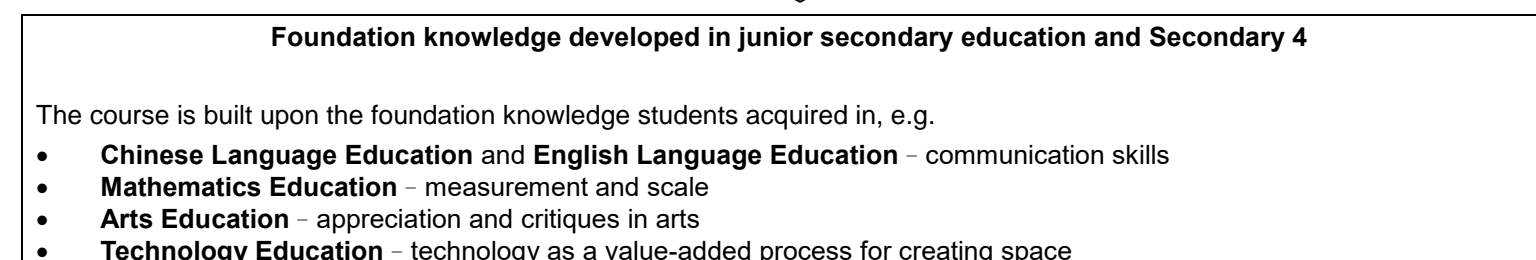 Foundation knowledge developed in junior secondary education and Secondary 4
The course is built upon the foundation knowledge students acquired in, e.g.
• Chinese Language Education and English Language Education – communication skills
• Mathematics Education – measurement and scale
• Arts Education – appreciation and critiques in arts
• Technology Education – technology as a value-added process for creating space